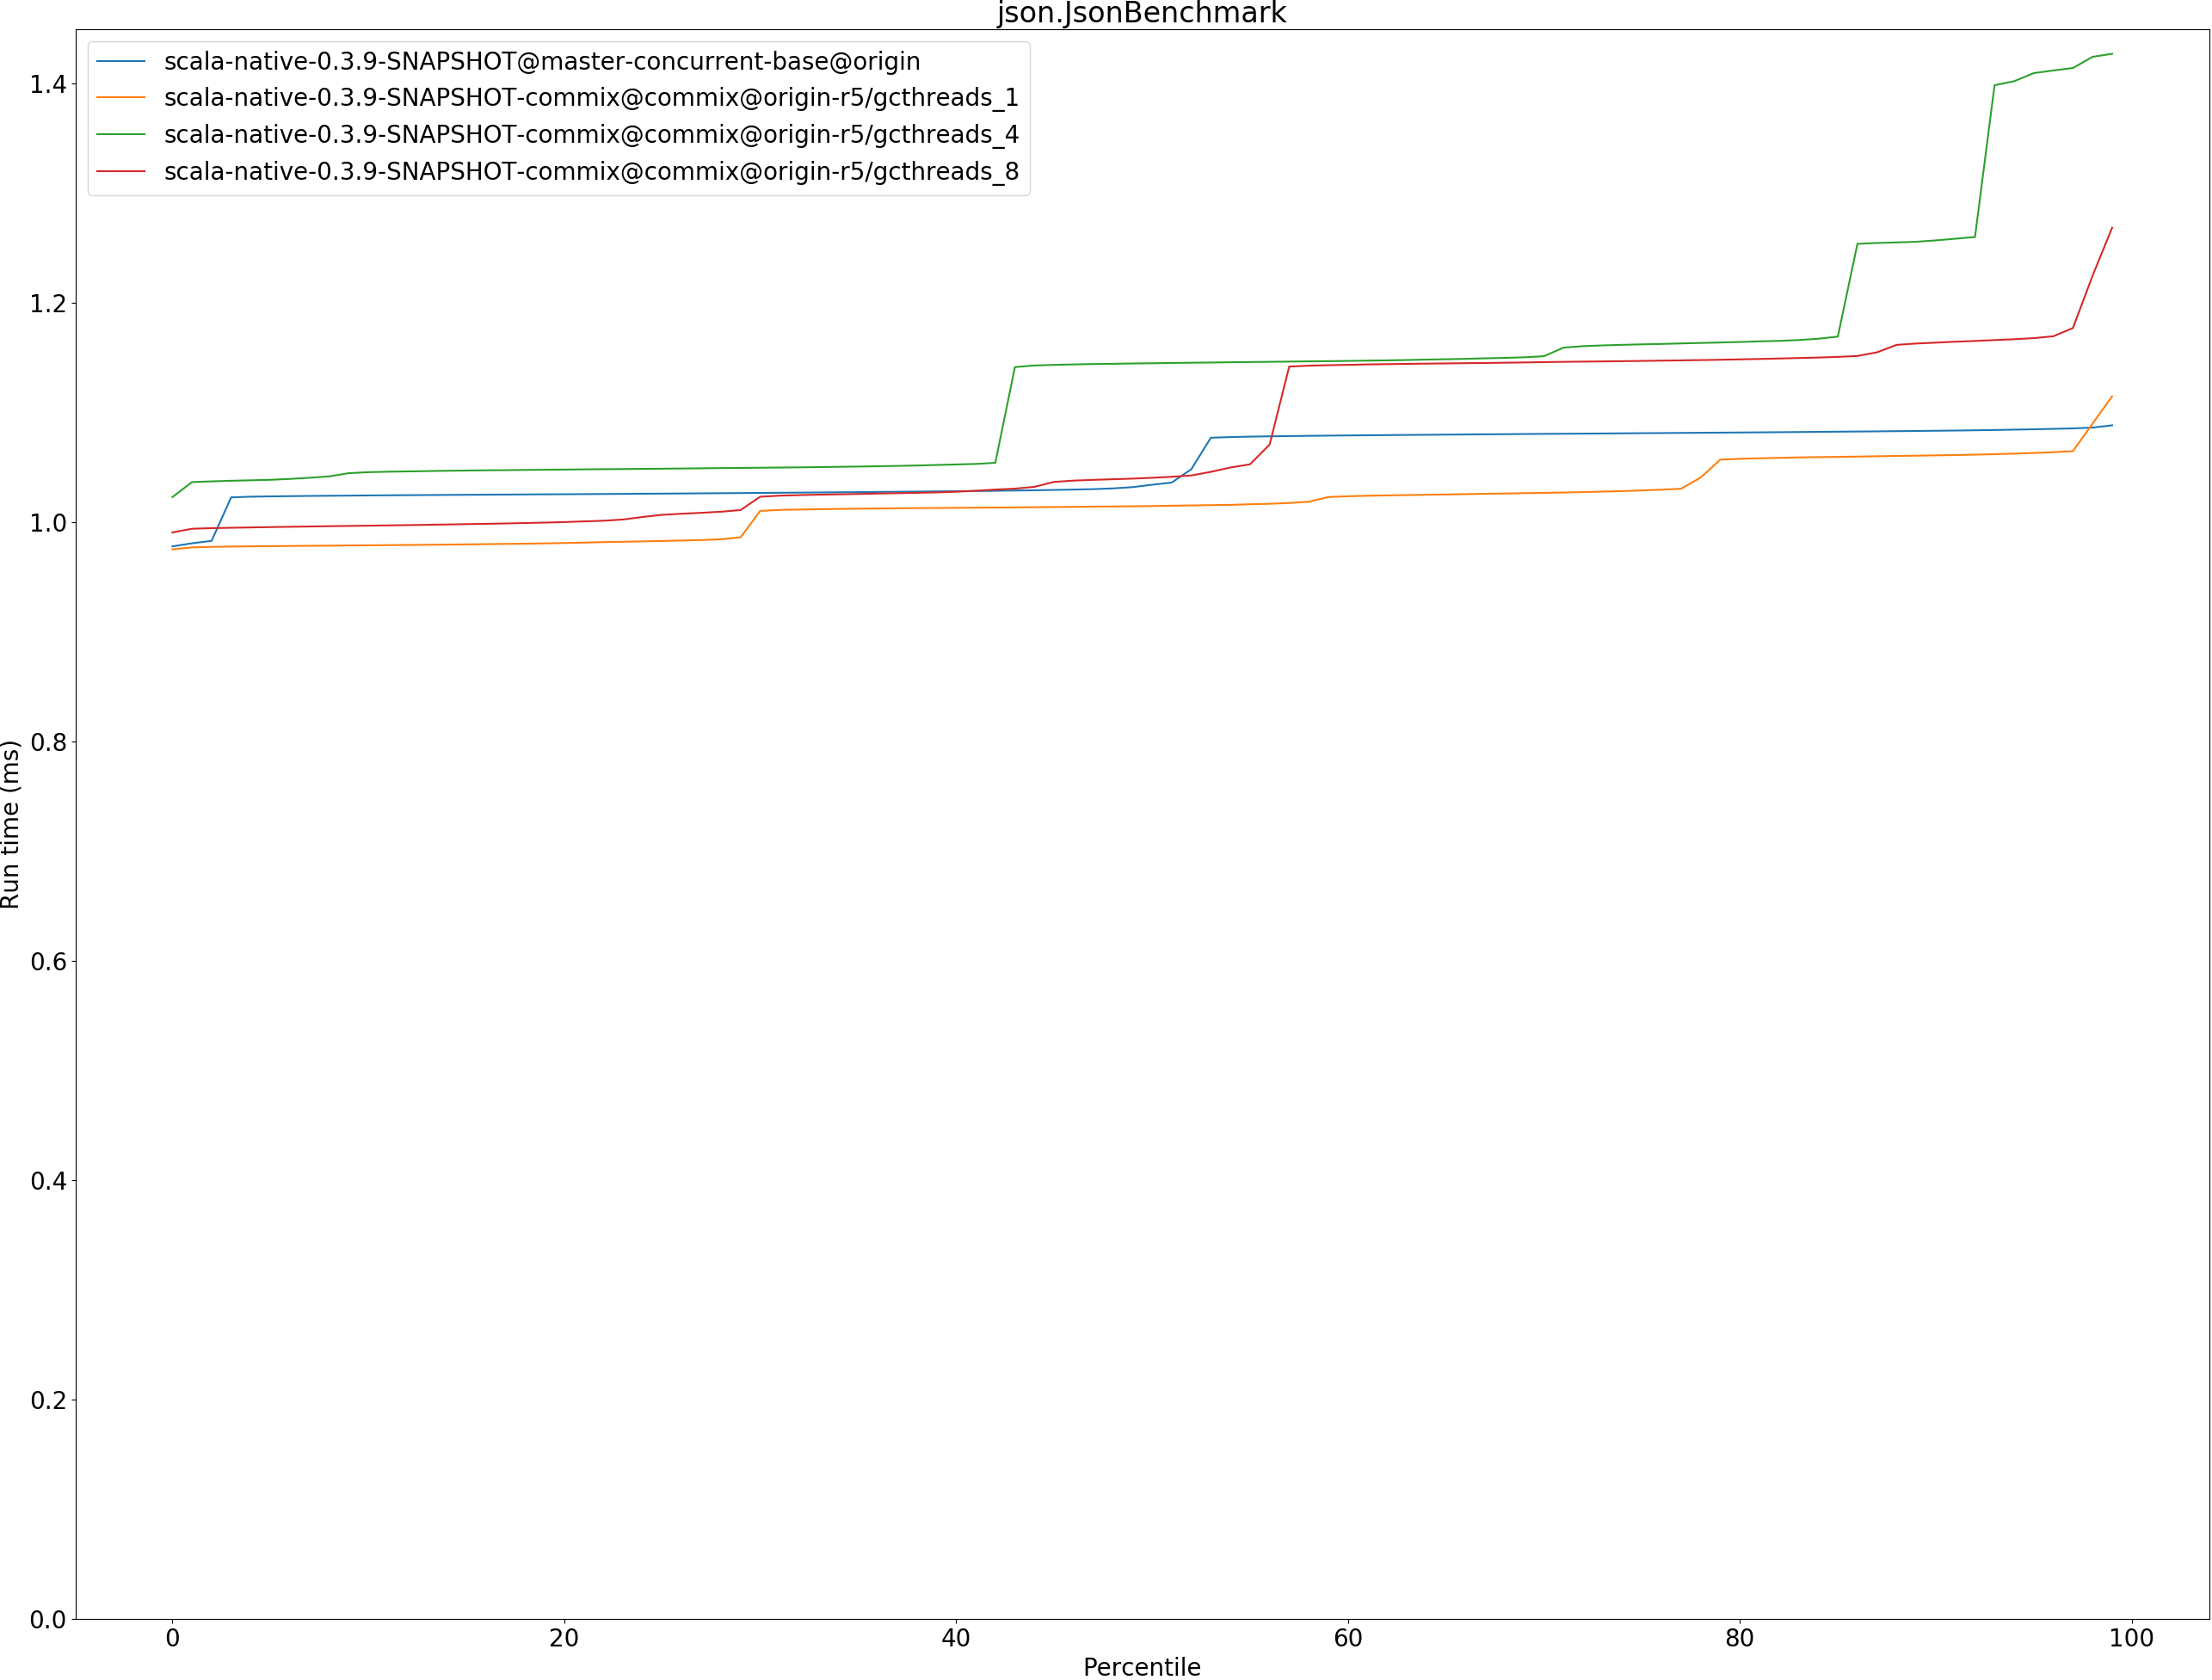 json.JsonBenchmark
scala-native-0.3.9-SNAPSHOT@master-concurrent-base@origin
scala-native-0.3.9-SNAPSHOT-commix@commix@origin-r5/gcthreads_1
scala-native-0.3.9-SNAPSHOT-commix@commix@origin-r5/gcthreads_4
scala-native-0.3.9-SNAPSHOT-commix@commix@origin-r5/gcthreads_8
1.4
1.2
1.0
0.8
0.6
0.4
0.2
0.0
Run time (ms)
0 20 40 60 80 100
Percentile